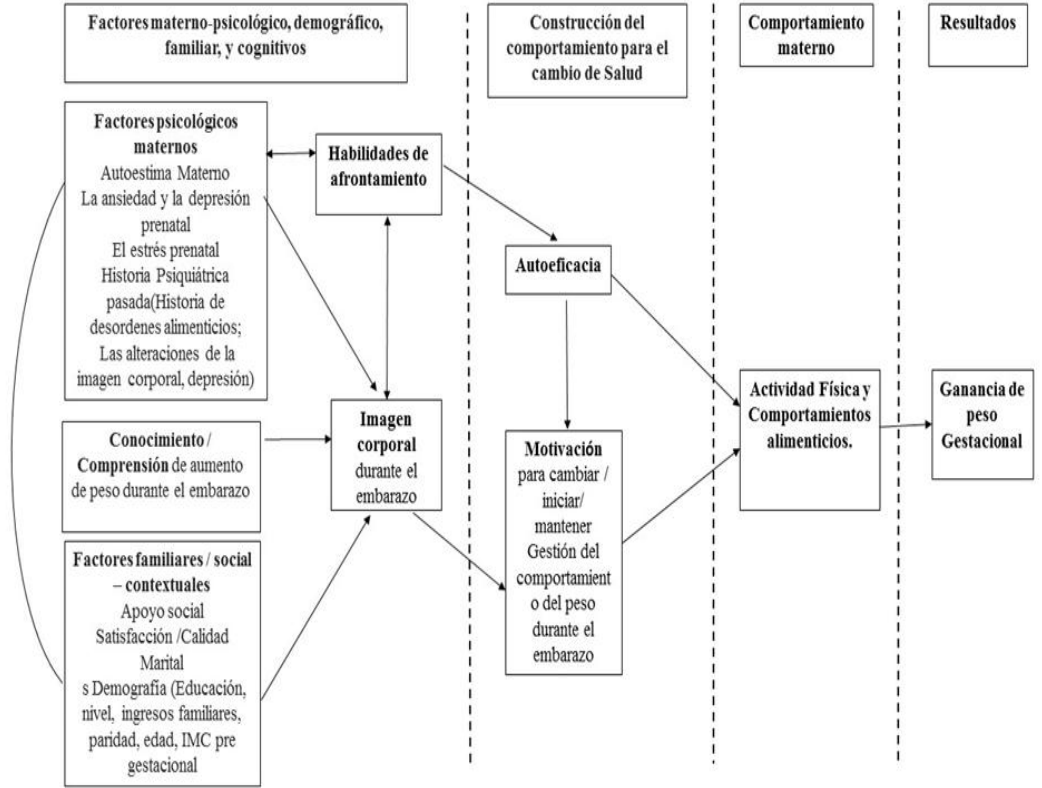 Factores materno-psicológico, demográfico,
familiar, y cognitivos
Construcción del
comportamiento para el
cambio de Salud
Comportamiento
materno
Resultados
Factores psicológicos
maternos
Autoestima Materno
La ansiedad y la depresión
prenatal
El estrés prenatal
Historia Psiquiátrica
pasada(Historia de
desordenes alimenticios;
Las alteraciones de la
imagen corporal, depresión)
Habilidades de
afrontamiento
Autoeficacia
Conocimiento /
Comprensión de aumento
de peso durante el embarazo
Imagen
corporal
durante el
embarazo
Factores familiares / social
– contextuales
Apoyo social
Satisfacción /Calidad
Marital
s Demografía (Educación,
nivel, ingresos familiares,
paridad, edad, IMC pre
gestacional
Motivación
para cambiar /
iniciar/
mantener
Gestión del
comportamient
o del peso
durante el
embarazo
Actividad Física y
Comportamientos
alimenticios.
Ganancia de
peso
Gestacional